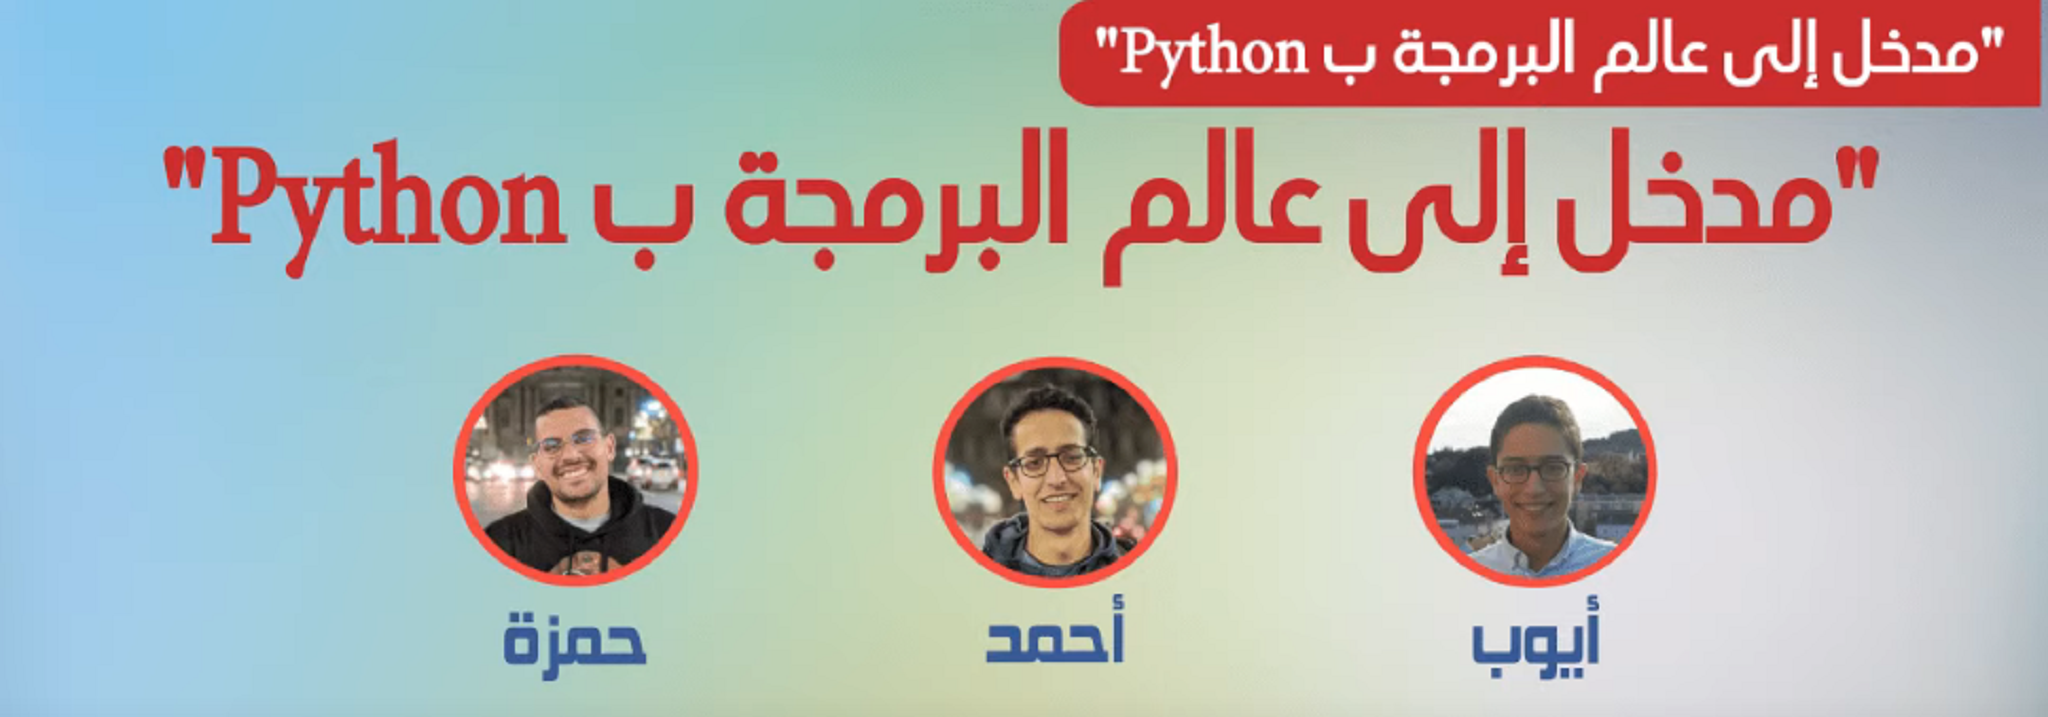 "مدخل إلى عالم البرمجة ب Python"
"مدخل إلى عالم البرمجة ب Python"
أيوب
أحمد
حمزة